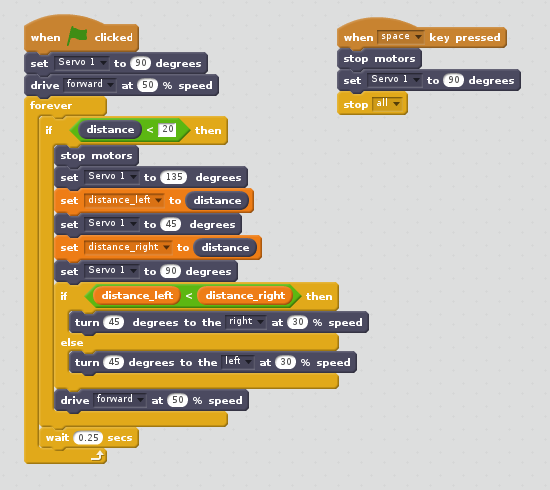 when clicked
set Servo 1 to 90 degrees
drive forward at 50 % speed
forever
if distance < 20 then
stop motors
set Servo 1 to 135 degrees
set distance_left to distance
set Servo 1 to 45 degrees
set distance_right to distance
set Servo 1 to 90 degrees
if distance_left < distance_right then
turn 45 degrees to the right at 30 % speed
else
turn 45 degrees to the left at 30 % speed
drive forward at 50 % speed
wait 0.25 secs
when space key pressed
stop motors
set Servo 1 to 90 degrees
stop all